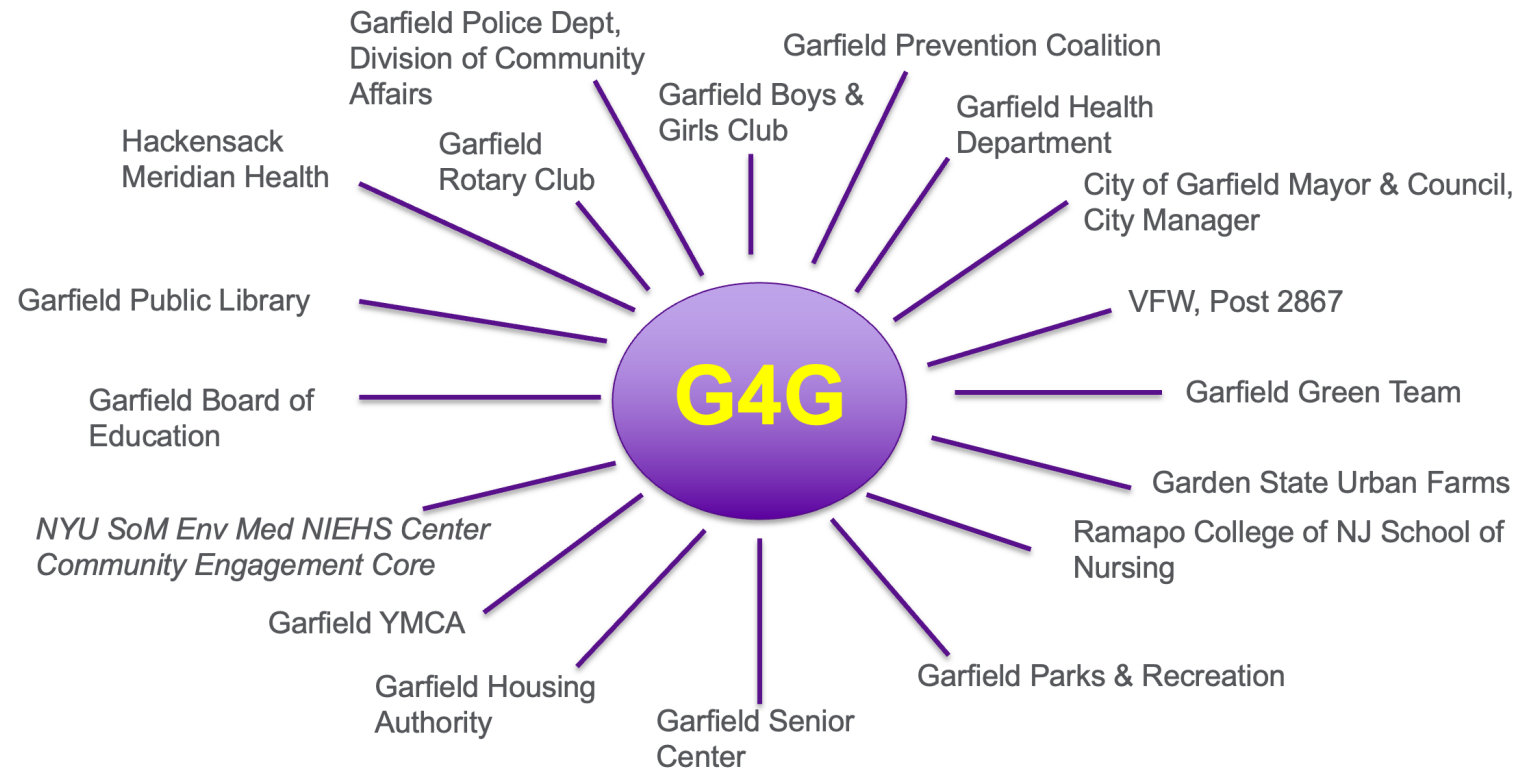 Garfield Police Dept,
Division of Community
Affairs
Garfield Prevention Coalition
Garfield Boys &
Girls Club
Garfield Health
Department
Hackensack
Meridian Health
Garfield
Rotary Club
City of Garfield Mayor & Council,
City Manager
Garfield Public Library
VFW, Post 2867
G4G
Garfield Green Team
Garfield Board of
Education
Garden State Urban Farms
NYU SoM Env Med NIEHS Center
Community Engagement Core
Ramapo College of NJ School of
Nursing
Garfield YMCA
Garfield Parks & Recreation
Garfield Housing
Authority
Garfield Senior
Center